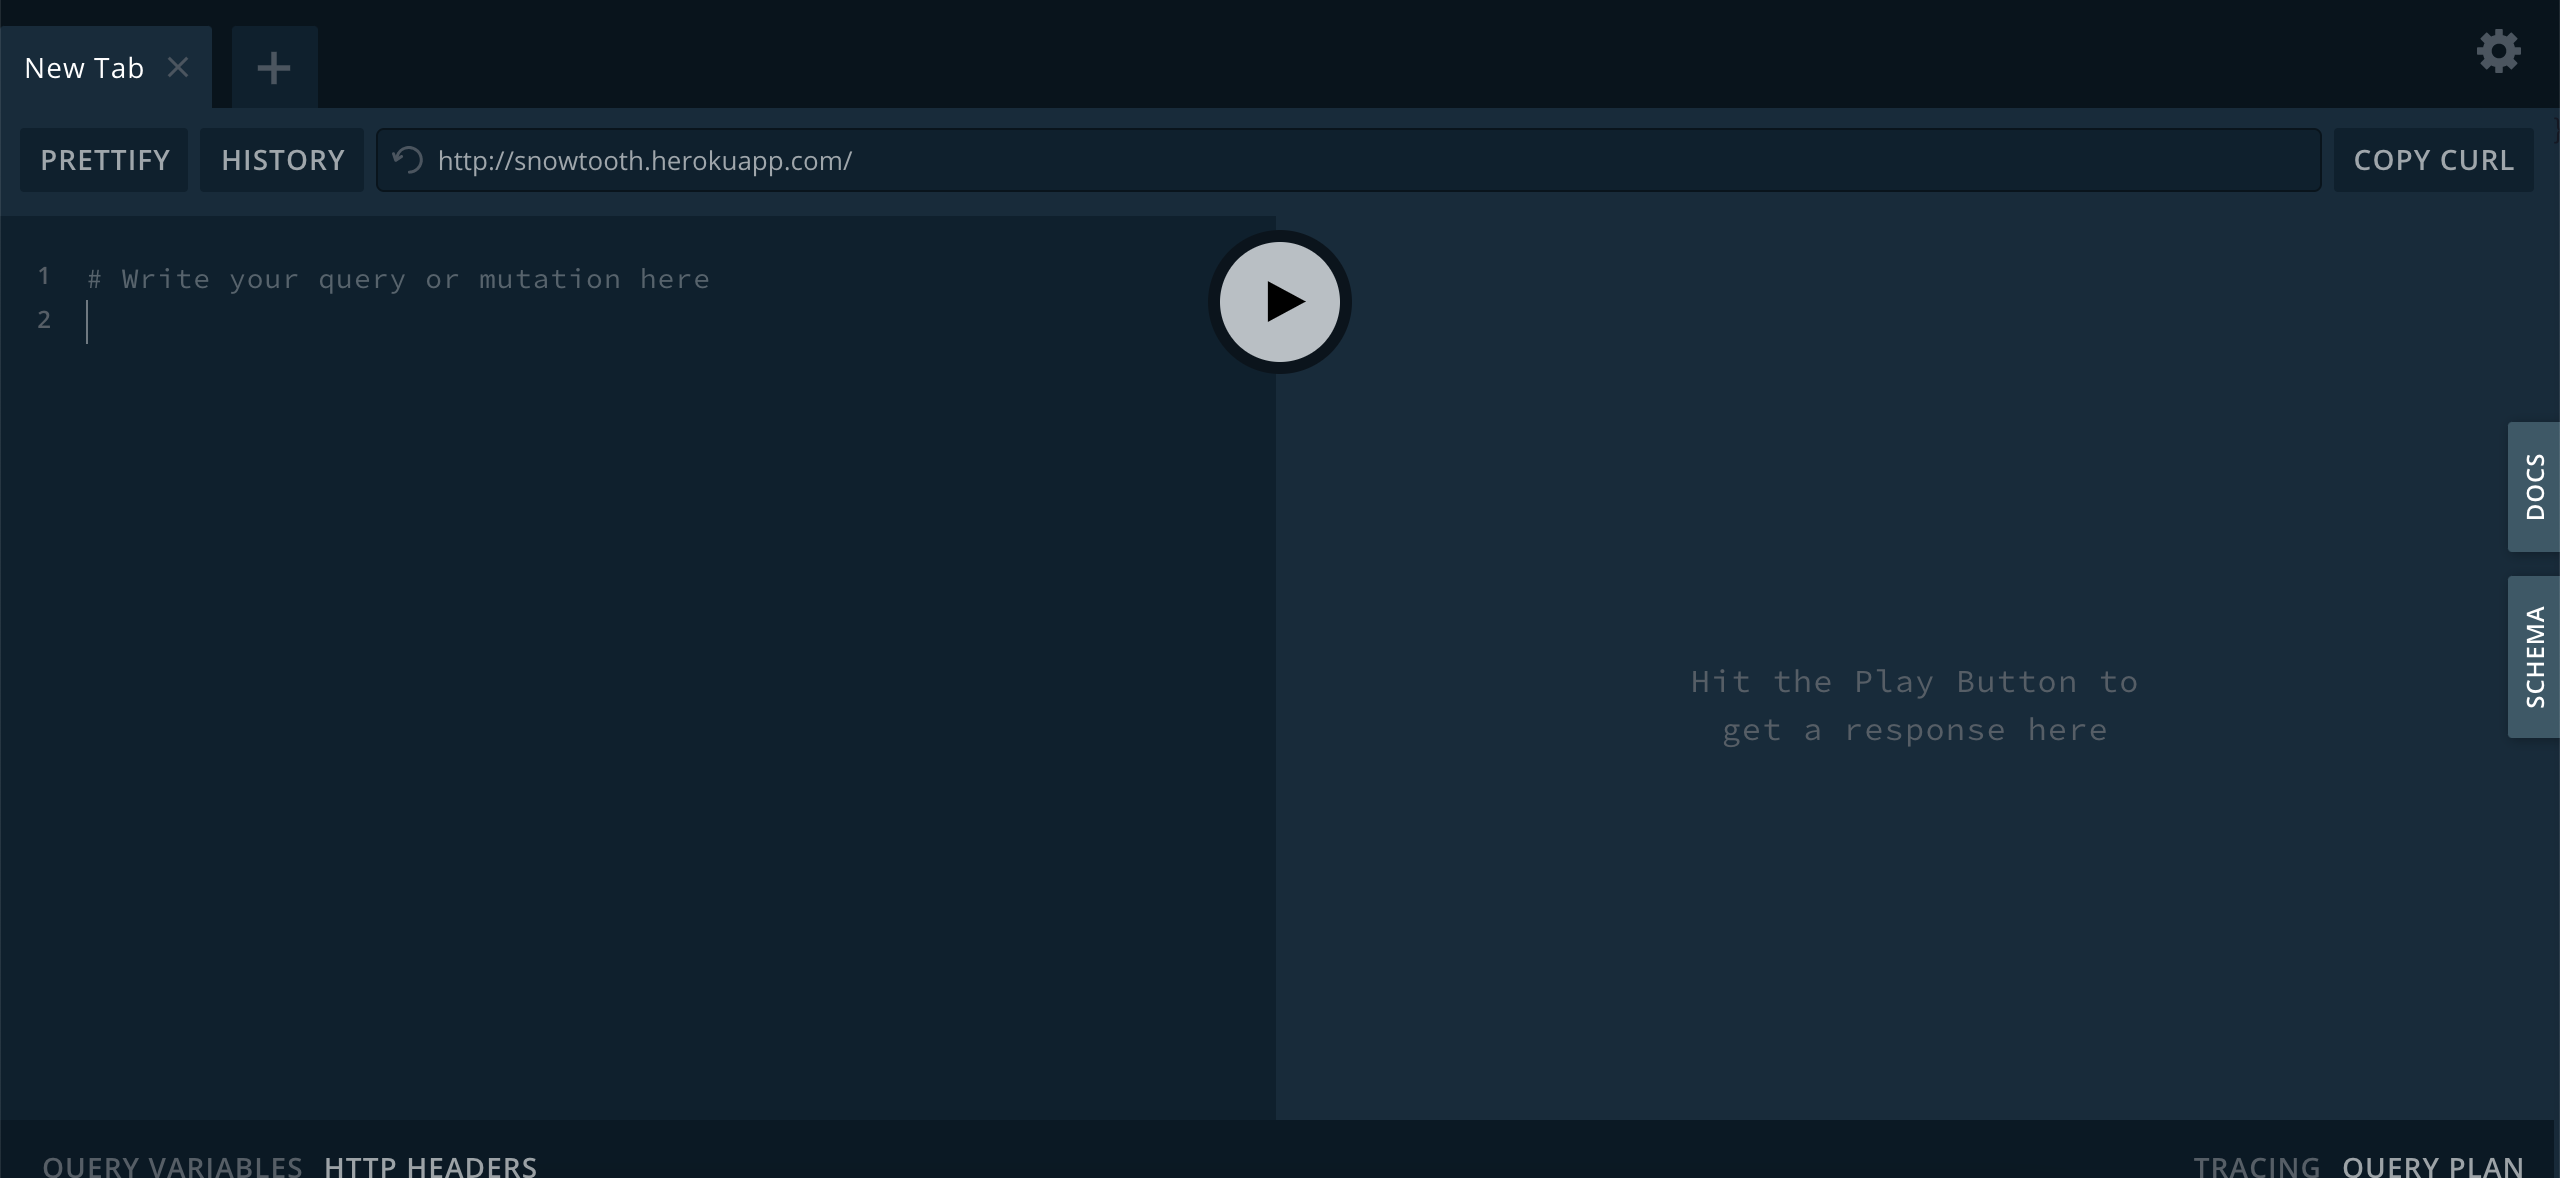 New Tab
PRETTIFY
HISTORY
http://snowtooth.herokuapp.com/
COPY CURL
1 # Write your query or mutation here
2
Hit the Play Button to
get a response here
DOCS
SCHEMA
QUERY VARIABLES HTTP HEADERS
TRACING QUERY PLAN